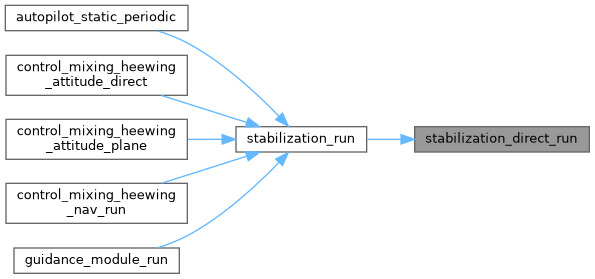 autopilot_static_periodic
control_mixing_heewing
_attitude_direct
control_mixing_heewing
_attitude_plane
control_mixing_heewing
_nav_run
guidance_module_run
stabilization_run
stabilization_direct_run